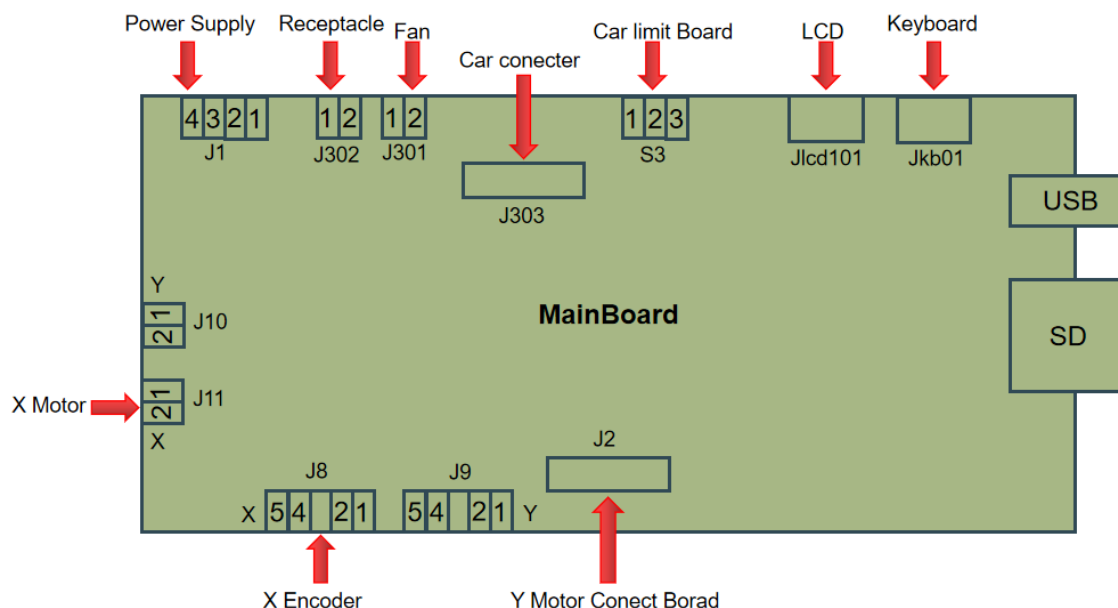 Power Supply
Receptacle
Fan
Car conecter
Car limit Board
LCD
Keyboard
4 3 2 1
1 2
1 2
1 2 3
J1
J302
J301
S3
Jlcd101
Jkb01
J303
USB
Y
1
2
J10
MainBoard
SD
X Motor
1
2
J11
X
J8
J9
J2
X
5 4 2 1
5 4 2 1
Y
X Encoder
Y Motor Conect Borad